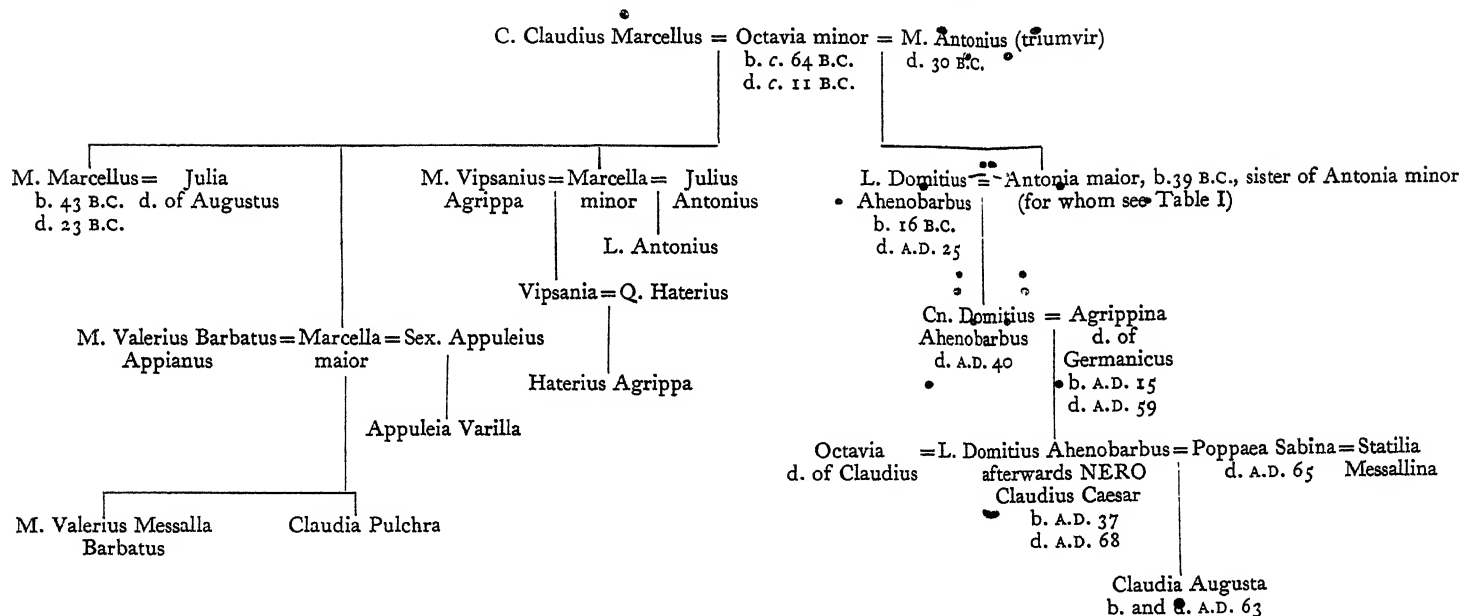 C. Claudius Marcellus = Octavia minor = M. Antonius (triumvir)
b. c. 64 B.C.
d. c. 11 B.C.
d. 30 B.C.
M. Marcellus = Julia
b. 43 B.C. d. of Augustus
d. 23 B.C.
M. Vipsanius = Marcella = Julius
Agrippa minor Antonius
L. Antonius
Vipsania = Q. Haterius
Haterius Agrippa
M. Valerius Barbatus = Marcella = Sex. Appuleius
Appianus maior
Appuleia Varilla
M. Valerius Messalla
Barbatus
Claudia Pulchra
L. Domitius = Antonia maior, b. 39 B.C., sister of Antonia minor
Ahenobarbus (for whom see Table I)
b. 16 B.C.
d. A.D. 25
Cn. Domitius = Agrippina
Ahenobarbus d. of
d. A.D. 40 Germanicus
b. A.D. 15
d. A.D. 59
Octavia = L. Domitius Ahenobarbus = Poppaea Sabina = Statilia
d. of Claudius afterwards NERO d. A.D. 65 Messallina
Claudius Caesar
b. A.D. 37
d. A.D. 68
Claudia Augusta
b. and d. A.D. 63